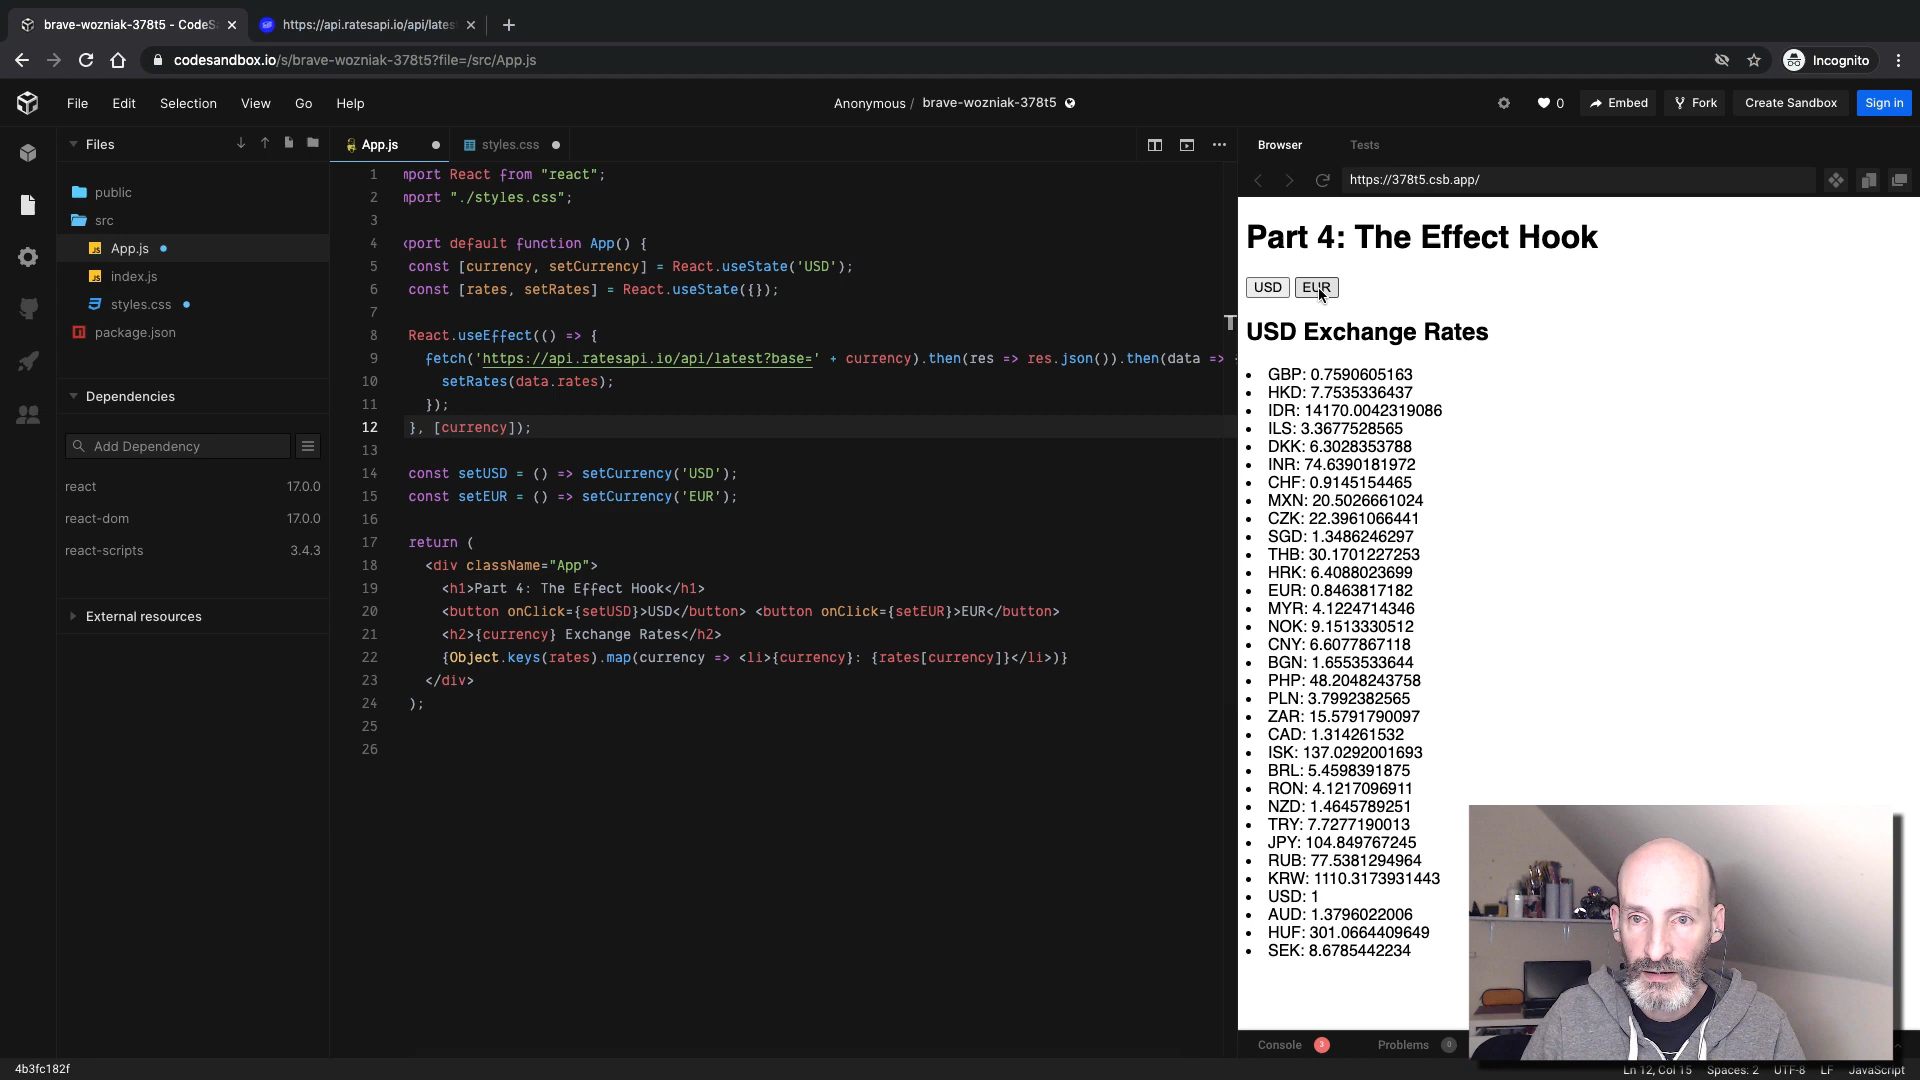 brave-wozniak-378t5 - CodeSa
https://api.ratesapi.io/api/lates
codesandbox.io/s/brave-wozniak-378t5?file=/src/App.js
Incognito
File Edit Selection View Go Help
Anonymous / brave-wozniak-378t5
0
Embed
Fork
Create Sandbox
Sign in
Files
public
src
App.js
index.js
styles.css
package.json
Dependencies
Add Dependency
react 17.0.0
react-dom 17.0.0
react-scripts 3.4.3
External resources
App.js
styles.css
1 mport React from "react";
2 mport "./styles.css";
3
4 xport default function App() {
5 const [currency, setCurrency] = React.useState('USD');
6 const [rates, setRates] = React.useState({});
7
8 React.useEffect(() => {
9 fetch('https://api.ratesapi.io/api/latest?base=' + currency).then(res => res.json()).then(data =>
10 setRates(data.rates);
11 });
12 }, [currency]);
13
14 const setUSD = () => setCurrency('USD');
15 const setEUR = () => setCurrency('EUR');
16
17 return (
18 <div className="App">
19 <h1>Part 4: The Effect Hook</h1>
20 <button onClick={setUSD}>USD</button> <button onClick={setEUR}>EUR</button>
21 <h2>{currency} Exchange Rates</h2>
22 {Object.keys(rates).map(currency => <li>{currency}: {rates[currency]}</li>)}
23 </div>
24 );
25
26
Browser
Tests
https://378t5.csb.app/
Part 4: The Effect Hook
USD EUR
USD Exchange Rates
GBP: 0.7590605163
HKD: 7.7535336437
IDR: 14170.0042319086
ILS: 3.3677528565
DKK: 6.3028353788
INR: 74.6390181972
CHF: 0.9145154465
MXN: 20.5026661024
CZK: 22.3961066441
SGD: 1.3486246297
THB: 30.1701227253
HRK: 6.4088023699
EUR: 0.8463817182
MYR: 4.1224714346
NOK: 9.1513330512
CNY: 6.6077867118
BGN: 1.6553533644
PHP: 48.2048243758
PLN: 3.7992382565
ZAR: 15.5791790097
CAD: 1.314261532
ISK: 137.0292001693
BRL: 5.4598391875
RON: 4.1217096911
NZD: 1.4645789251
TRY: 7.7277190013
JPY: 104.849767245
RUB: 77.5381294964
KRW: 1110.3173931443
USD: 1
AUD: 1.3796022006
HUF: 301.0664409649
SEK: 8.6785442234
Console 3
Problems 0
4b3fc182f
Ln 12, Col 15 Spaces: 2 UTF-8 LF JavaScript